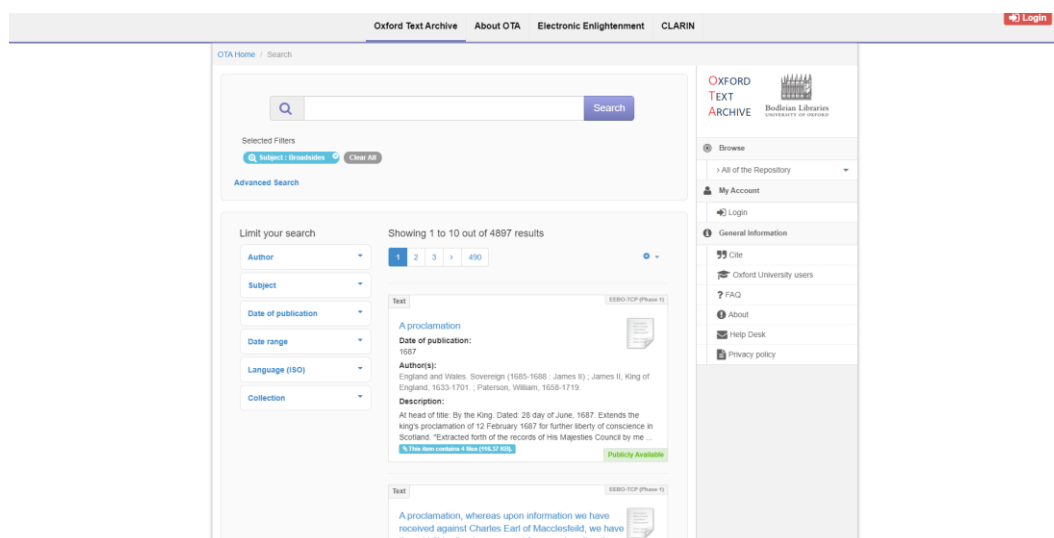 Oxford Text Archive About OTA Electronic Enlightenment CLARIN
Login
OTA Home / Search
Search
Selected Filters
Subject : Broadsides
Clear All
Advanced Search
Limit your search
Author
Subject
Date of publication
Date range
Language (ISO)
Collection
Showing 1 to 10 out of 4897 results
1 2 3 › 490
Text
EEBO-TCP (Phase 1)
A proclamation
Date of publication:
1687
Author(s):
England and Wales. Sovereign (1685-1688 : James II) ; James II, King of
England, 1633-1701. ; Paterson, William, 1658-1719.
Description:
At head of title: By the King. Dated: 28 day of June, 1687. Extends the
king's proclamation of 12 February 1687 for further liberty of conscience in
Scotland. "Extracted forth of the records of His Majesties Council by me ...
This item contains 4 files (116.37 KB).
Publicly Available
Text
EEBO-TCP (Phase 1)
A proclamation, whereas upon information we have
received against Charles Earl of Macclesfeild, we have
OXFORD
TEXT
ARCHIVE
Bodleian Libraries
UNIVERSITY OF OXFORD
Browse
› All of the Repository
My Account
Login
General Information
Cite
Oxford University users
FAQ
About
Help Desk
Privacy policy